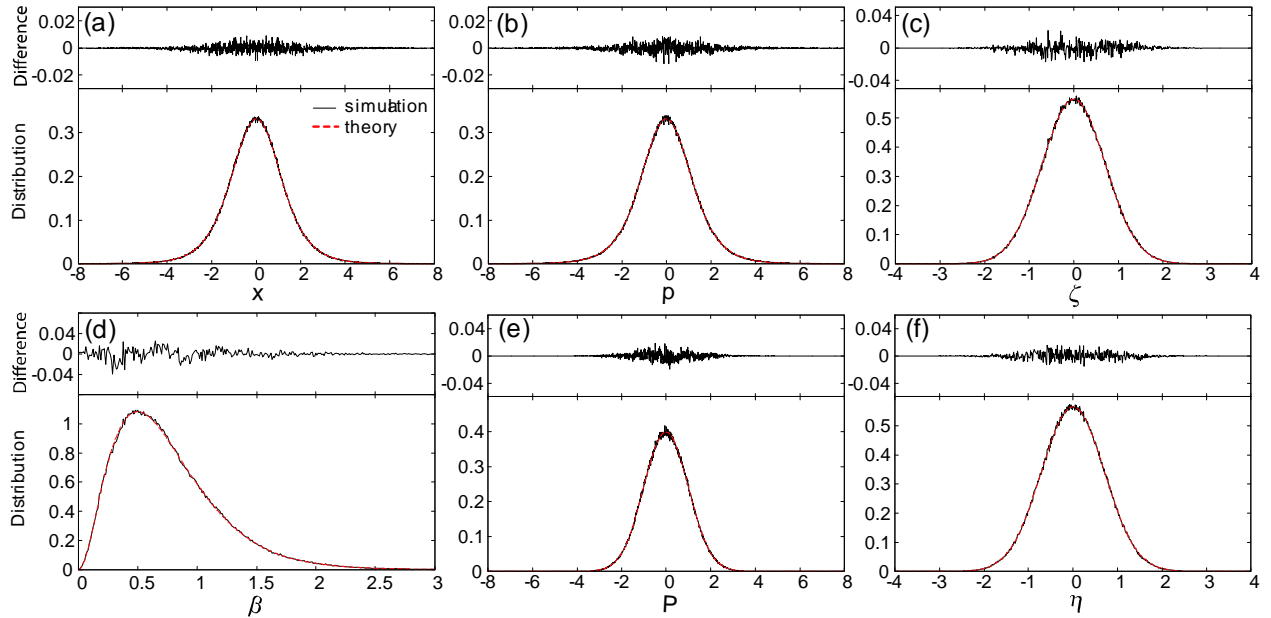 (a)
0.02
0
-0.02
Difference
simulation
theory
0.3
0.2
0.1
0
Distribution
-8 -6 -4 -2 0 2 4 6 8
x
(b)
0.02
0
-0.02
0.3
0.2
0.1
0
-8 -6 -4 -2 0 2 4 6 8
p
(c)
0.04
0
-0.04
0.5
0.4
0.3
0.2
0.1
0
-4 -3 -2 -1 0 1 2 3 4
ζ
(d)
0.04
0
-0.04
Difference
1
0.8
0.6
0.4
0.2
0
Distribution
0 0.5 1 1.5 2 2.5 3
β
(e)
0.04
0
-0.04
0.4
0.3
0.2
0.1
0
-8 -6 -4 -2 0 2 4 6 8
P
(f)
0.04
0
-0.04
0.5
0.4
0.3
0.2
0.1
0
-4 -3 -2 -1 0 1 2 3 4
η